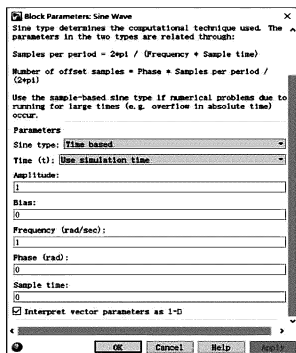 Block Parameters: Sine Wave
Sine type determines the computational technique used. The
parameters in the two types are related through:
Samples per period = 2*pi / (Frequency * Sample time)
Number of offset samples = Phase * Samples per period /
(2*pi)
Use the sample-based sine type if numerical problems due to
running for large times (e.g. overflow in absolute time)
occur.
Parameters
Sine type: Time based
Time (t): Use simulation time
Amplitude:
1
Bias:
0
Frequency (rad/sec):
1
Phase (rad):
0
Sample time:
0
Interpret vector parameters as 1-D
OK Cancel Help Apply